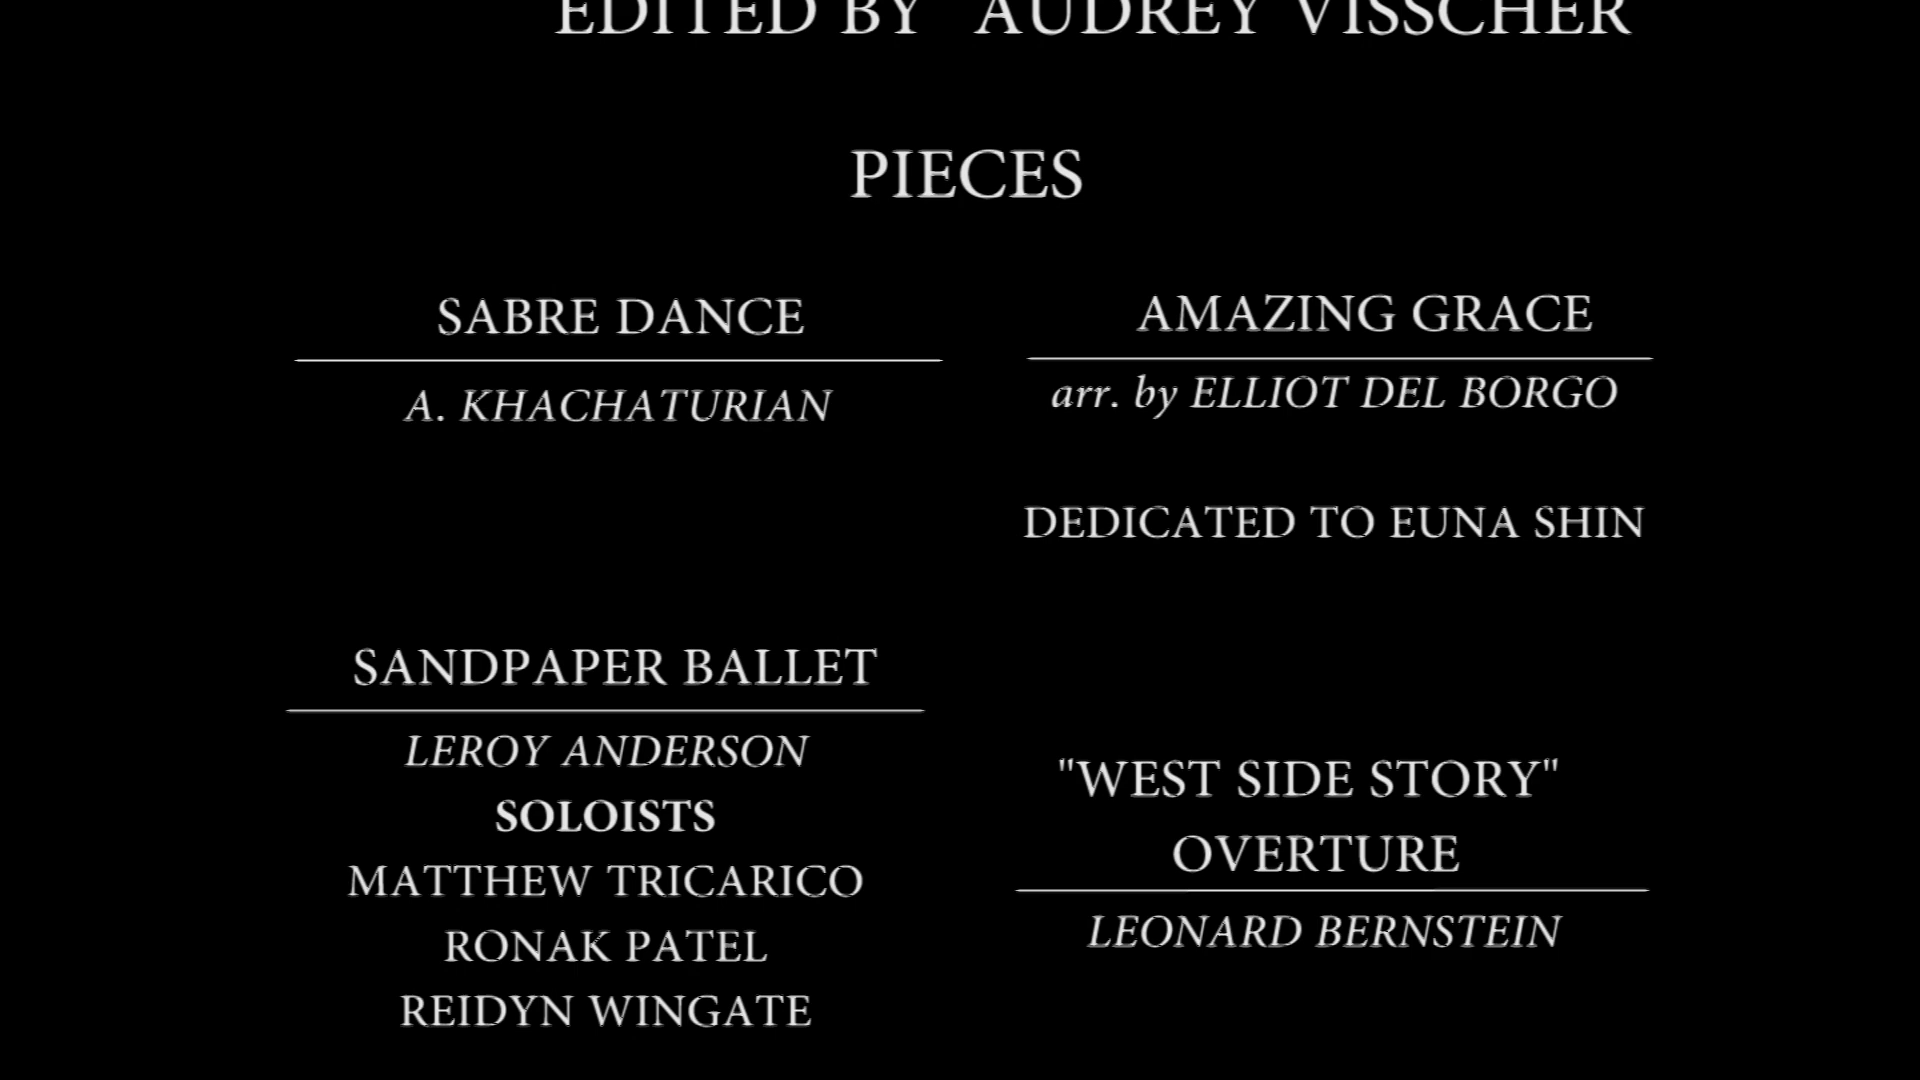 EDITED BY AUDREY VISSCHER
PIECES
SABRE DANCE
A. KHACHATURIAN
AMAZING GRACE
arr. by ELLIOT DEL BORGO
DEDICATED TO EUNA SHIN
SANDPAPER BALLET
LEROY ANDERSON
SOLOISTS
MATTHEW TRICARICO
RONAK PATEL
REIDYN WINGATE
"WEST SIDE STORY"
OVERTURE
LEONARD BERNSTEIN